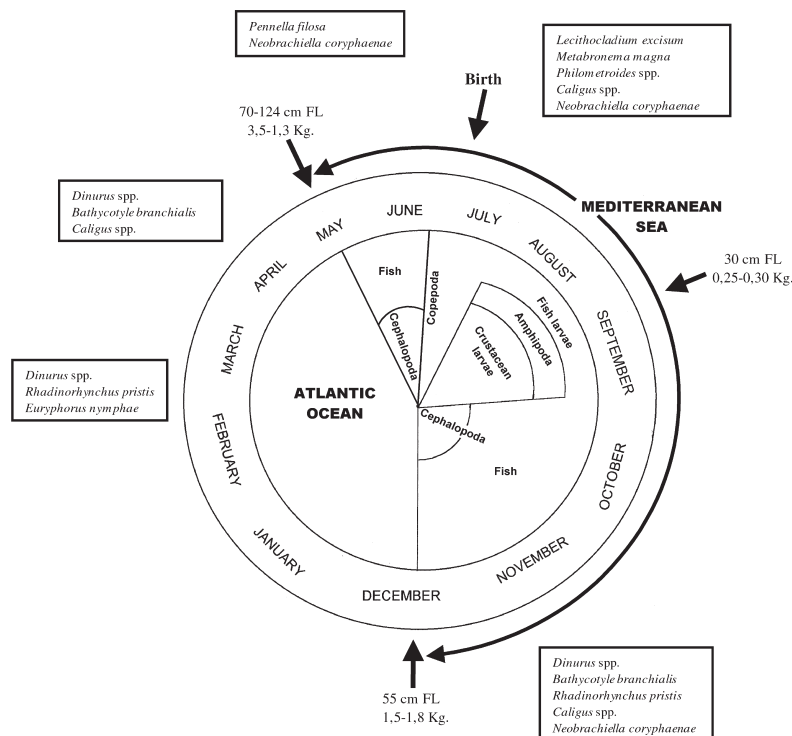 Pennella filosa
Neobrachiella coryphaenae
Lecithocladium excisum
Metabronema magna
Philometroides spp.
Caligus spp.
Neobrachiella coryphaenae
Birth
70-124 cm FL
3,5-1,3 Kg.
Dinurus spp.
Bathycotyle branchialis
Caligus spp.
MEDITERRANEAN
SEA
30 cm FL
0,25-0,30 Kg.
JUNE
JULY
MAY
AUGUST
APRIL
SEPTEMBER
MARCH
OCTOBER
FEBRUARY
NOVEMBER
JANUARY
DECEMBER
Fish
Copepoda
Cephalopoda
Fish larvae
Amphipoda
Crustacean
larvae
ATLANTIC
OCEAN
Cephalopoda
Fish
Dinurus spp.
Rhadinorhynchus pristis
Euryphorus nymphae
55 cm FL
1,5-1,8 Kg.
Dinurus spp.
Bathycotyle branchialis
Rhadinorhynchus pristis
Caligus spp.
Neobrachiella coryphaenae